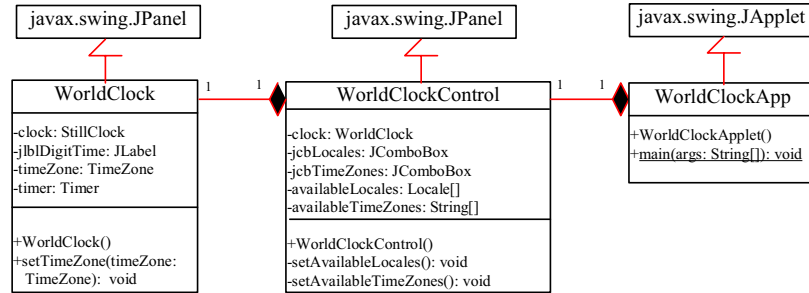 javax.swing.JPanel
javax.swing.JPanel
javax.swing.JApplet
WorldClock
-clock: StillClock
-jlblDigitTime: JLabel
-timeZone: TimeZone
-timer: Timer
+WorldClock()
+setTimeZone(timeZone:
TimeZone): void
1
1
WorldClockControl
-clock: WorldClock
-jcbLocales: JComboBox
-jcbTimeZones: JComboBox
-availableLocales: Locale[]
-availableTimeZones: String[]
+WorldClockControl()
-setAvailableLocales(): void
-setAvailableTimeZones(): void
1
1
WorldClockApp
+WorldClockApplet()
+main(args: String[]): void